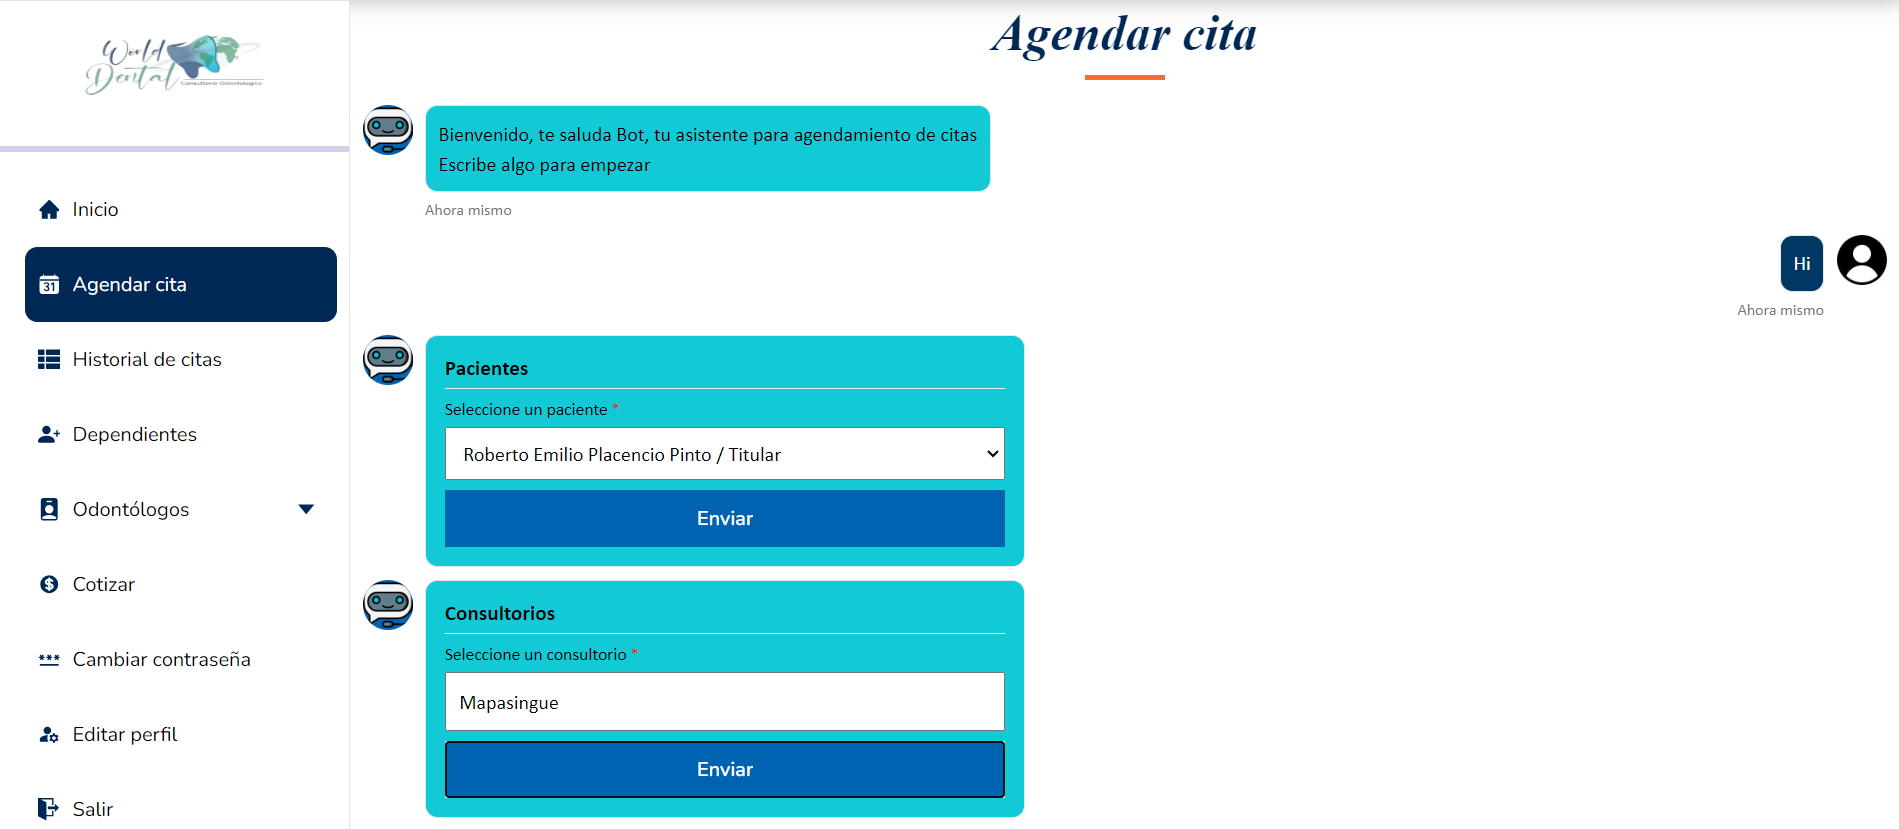 World
Dental
Consultorio Odontologico
Inicio
31
Agendar cita
Historial de citas
Dependientes
Odontólogos
Cotizar
Cambiar contraseña
Editar perfil
Salir
Agendar cita
Bienvenido, te saluda Bot, tu asistente para agendamiento de citas
Escribe algo para empezar
Ahora mismo
Hi
Ahora mismo
Pacientes
Seleccione un paciente *
Roberto Emilio Placencio Pinto / Titular
Enviar
Consultorios
Seleccione un consultorio *
Mapasingue
Enviar